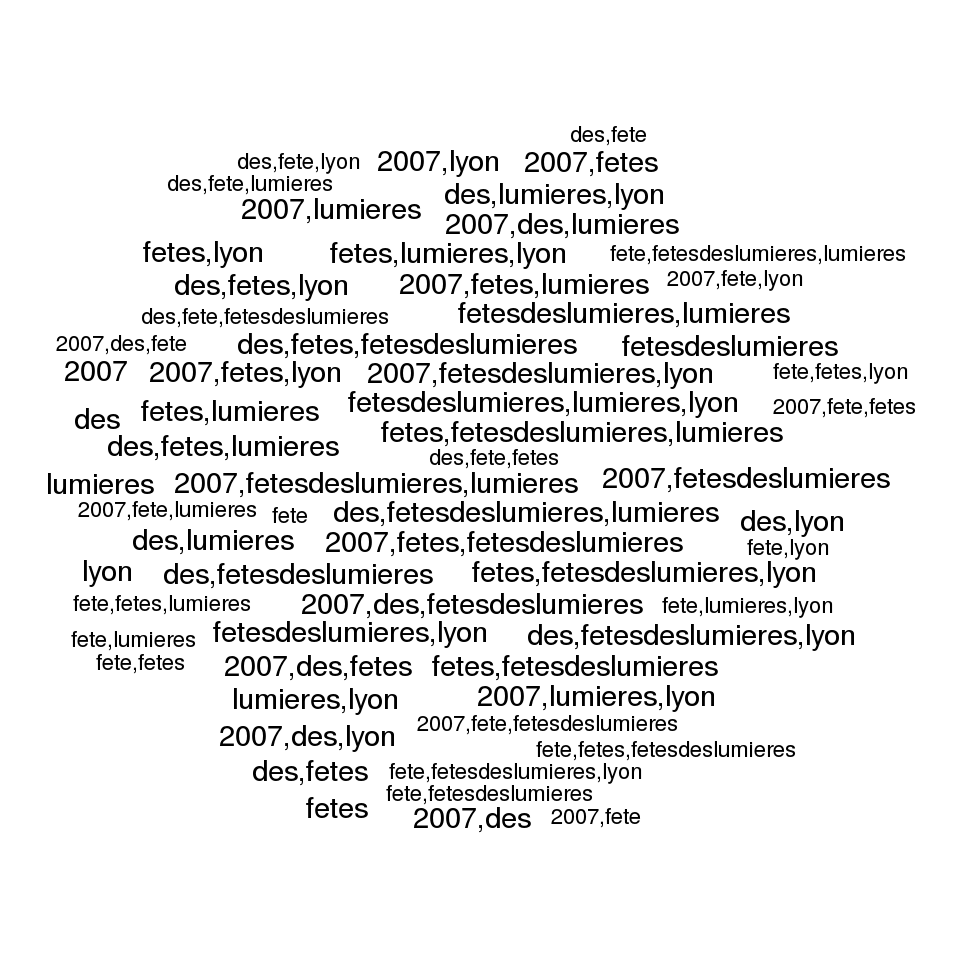 des,fete
des,fete,lyon 2007,lyon 2007,fetes
des,fete,lumieres
des,lumieres,lyon
2007,lumieres
2007,des,lumieres
fetes,lyon fetes,lumieres,lyon fete,fetesdeslumieres,lumieres
des,fetes,lyon 2007,fetes,lumieres 2007,fete,lyon
des,fete,fetesdeslumieres fetesdeslumieres,lumieres
2007,des,fete des,fetes,fetesdeslumieres fetesdeslumieres
2007 2007,fetes,lyon 2007,fetesdeslumieres,lyon fete,fetes,lyon
des fetes,lumieres fetesdeslumieres,lumieres,lyon 2007,fete,fetes
des,fetes,lumieres fetes,fetesdeslumieres,lumieres
des,fete,fetes
lumieres 2007,fetesdeslumieres,lumieres 2007,fetesdeslumieres
2007,fete,lumieres fete des,fetesdeslumieres,lumieres des,lyon
des,lumieres 2007,fetes,fetesdeslumieres fete,lyon
lyon des,fetesdeslumieres fetes,fetesdeslumieres,lyon
fete,fetes,lumieres 2007,des,fetesdeslumieres fete,lumieres,lyon
fete,lumieres fetesdeslumieres,lyon des,fetesdeslumieres,lyon
fete,fetes 2007,des,fetes fetes,fetesdeslumieres
lumieres,lyon 2007,lumieres,lyon
2007,des,lyon 2007,fete,fetesdeslumieres
fete,fetes,fetesdeslumieres
des,fetes fete,fetesdeslumieres,lyon
fete,fetesdeslumieres
fetes 2007,des 2007,fete